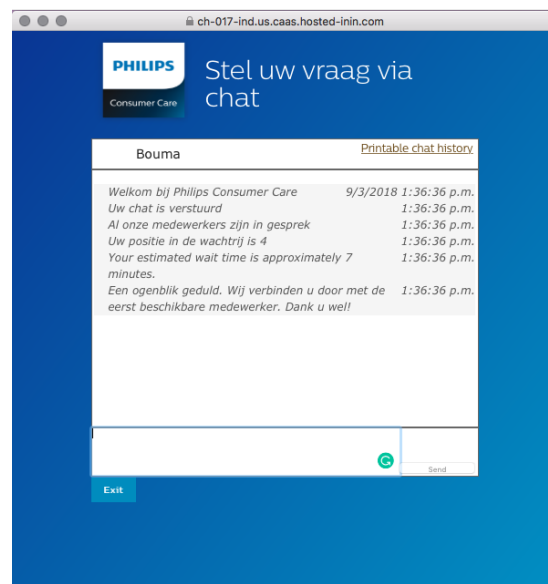 ch-017-ind.us.caas.hosted-inin.com
PHILIPS
Consumer Care
Stel uw vraag via
chat
Bouma
Printable chat history
Welkom bij Philips Consumer Care 9/3/2018 1:36:36 p.m.
Uw chat is verstuurd 1:36:36 p.m.
Al onze medewerkers zijn in gesprek 1:36:36 p.m.
Uw positie in de wachtrij is 4 1:36:36 p.m.
Your estimated wait time is approximately 7 1:36:36 p.m.
minutes.
Een ogenblik geduld. Wij verbinden u door met de 1:36:36 p.m.
eerst beschikbare medewerker. Dank u wel!
Send
Exit